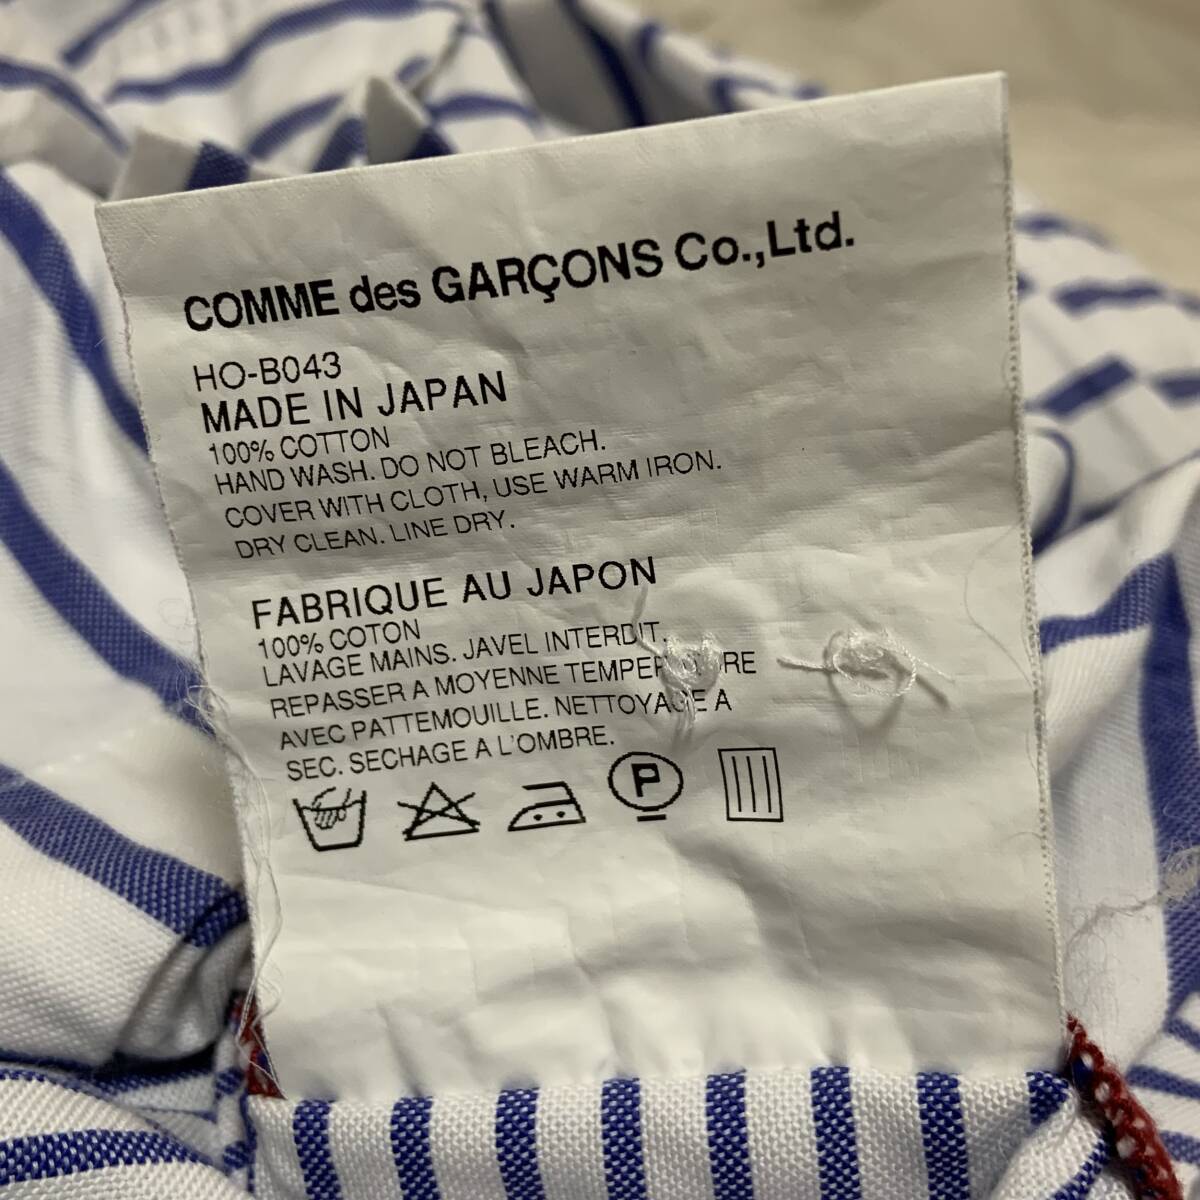 COMME des GARÇONS Co.,Ltd.
HO-B043
MADE IN JAPAN
100% COTTON
HAND WASH. DO NOT BLEACH.
COVER WITH CLOTH, USE WARM IRON.
DRY CLEAN. LINE DRY.
FABRIQUE AU JAPON
100% COTON
LAVAGE MAINS. JAVEL INTERDIT.
REPASSER A MOYENNE TEMPERATURE
AVEC PATTEMOUILLE. NETTOYAGE A
SEC. SECHAGE A L'OMBRE.
P